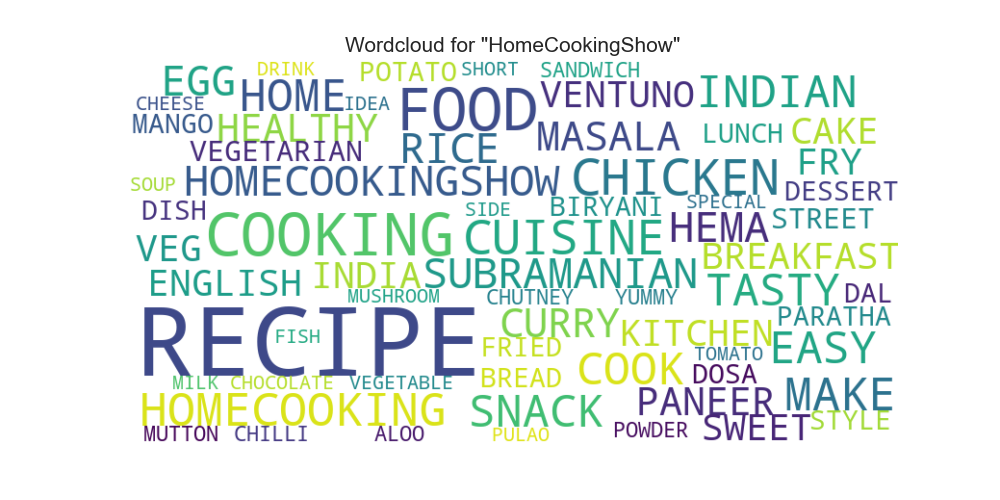 Wordcloud for "HomeCookingShow"
DRINK POTATO SHORT SANDWICH
EGG HOME FOOD VENTUNO INDIAN
CHEESE IDEA
MANGO HEALTHY MASALA LUNCH CAKE
VEGETARIAN RICE FRY
SOUP HOMECOOKINGSHOW CHICKEN DESSERT
DISH SIDE BIRYANI SPECIAL STREET
VEG COOKING CUISINE HEMA BREAKFAST
ENGLISH INDIA SUBRAMANIAN TASTY DAL
MUSHROOM CHUTNEY YUMMY PARATHA
RECIPE FISH CURRY KITCHEN EASY
FRIED TOMATO
MILK CHOCOLATE VEGETABLE BREAD COOK DOSA
HOMECOOKING SNACK PANEER MAKE
MUTTON CHILLI ALOO PULAO POWDER SWEET STYLE